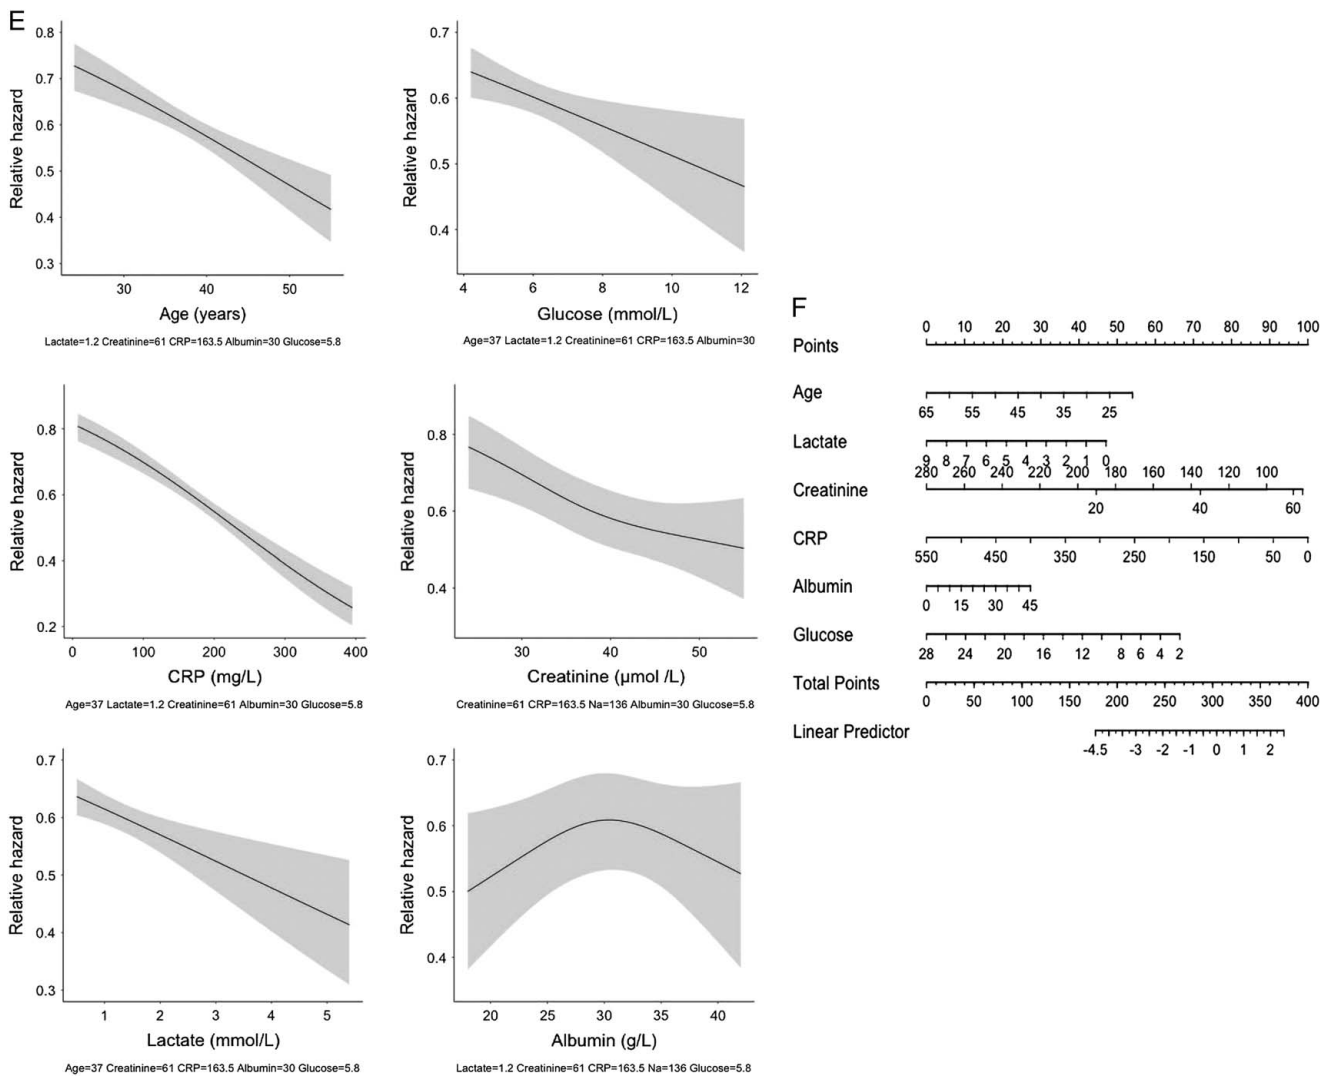 E
0.8
0.7
0.6
0.5
0.4
0.3
Relative hazard
30 40 50
Age (years)
Lactate=1.2 Creatinine=61 CRP=163.5 Albumin=30 Glucose=5.8
0.7
0.6
0.5
0.4
Relative hazard
4 6 8 10 12
Glucose (mmol/L)
Age=37 Lactate=1.2 Creatinine=61 CRP=163.5 Albumin=30
0.8
0.6
0.4
0.2
Relative hazard
0 100 200 300 400
CRP (mg/L)
Age=37 Lactate=1.2 Creatinine=61 Albumin=30 Glucose=5.8
0.8
0.6
0.4
Relative hazard
30 40 50
Creatinine (µmol /L)
Creatinine=61 CRP=163.5 Na=136 Albumin=30 Glucose=5.8
0.7
0.6
0.5
0.4
0.3
Relative hazard
1 2 3 4 5
Lactate (mmol/L)
Age=37 Creatinine=61 CRP=163.5 Albumin=30 Glucose=5.8
0.7
0.6
0.5
0.4
Relative hazard
20 25 30 35 40
Albumin (g/L)
Lactate=1.2 Creatinine=61 CRP=163.5 Na=136 Glucose=5.8
F
0 10 20 30 40 50 60 70 80 90 100
Points
Age
65 55 45 35 25
Lactate
9 8 7 6 5 4 3 2 1 0
280 260 240 220 200 180 160 140 120 100
Creatinine
20 40 60
CRP
550 450 350 250 150 50 0
Albumin
0 15 30 45
Glucose
28 24 20 16 12 8 6 4 2
Total Points
0 50 100 150 200 250 300 350 400
Linear Predictor
-4.5 -3 -2 -1 0 1 2